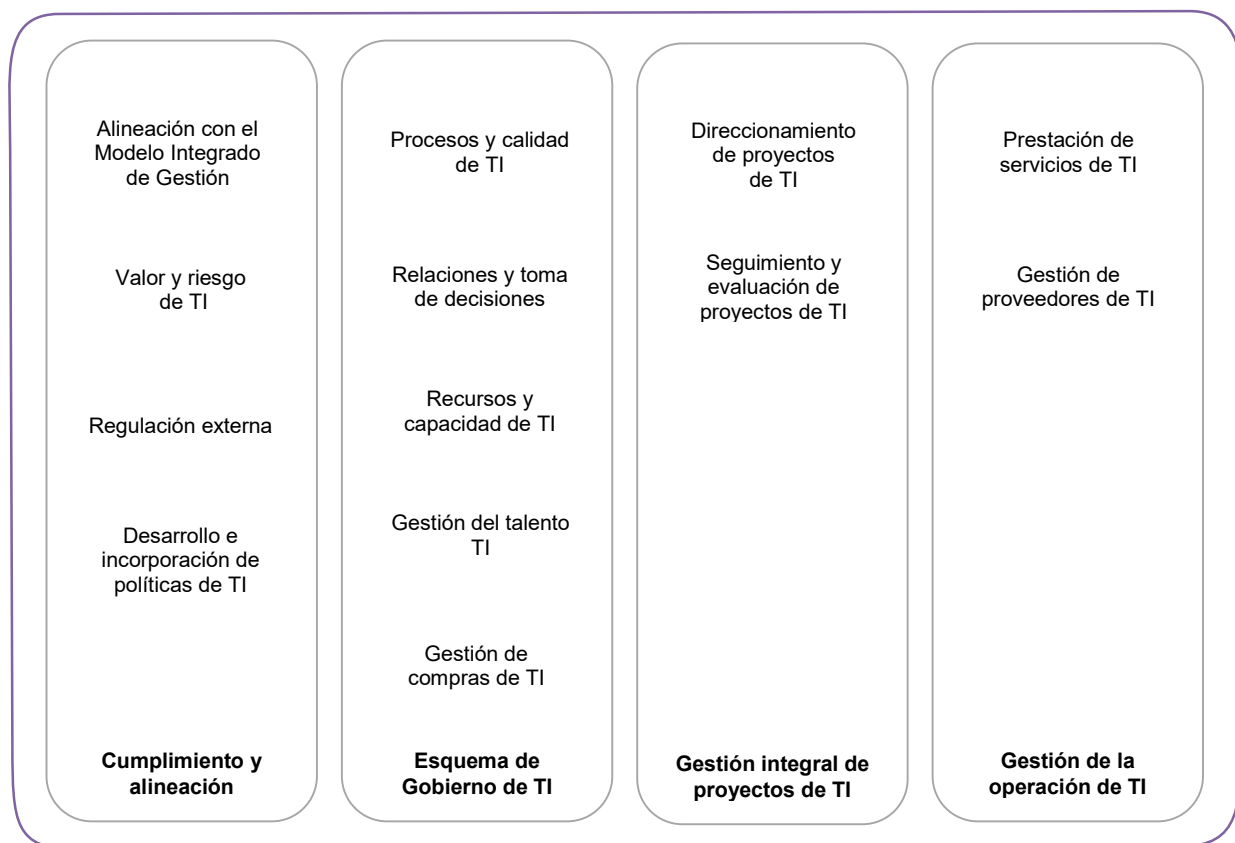 Alineación con el
Modelo Integrado
de Gestión
Valor y riesgo
de TI
Regulación externa
Desarrollo e
incorporación de
políticas de TI
Cumplimiento y
alineación
Procesos y calidad
de TI
Relaciones y toma
de decisiones
Recursos y
capacidad de TI
Gestión del talento
TI
Gestión de
compras de TI
Esquema de
Gobierno de TI
Direccionamiento
de proyectos
de TI
Seguimiento y
evaluación de
proyectos de TI
Gestión integral de
proyectos de TI
Prestación de
servicios de TI
Gestión de
proveedores de TI
Gestión de la
operación de TI